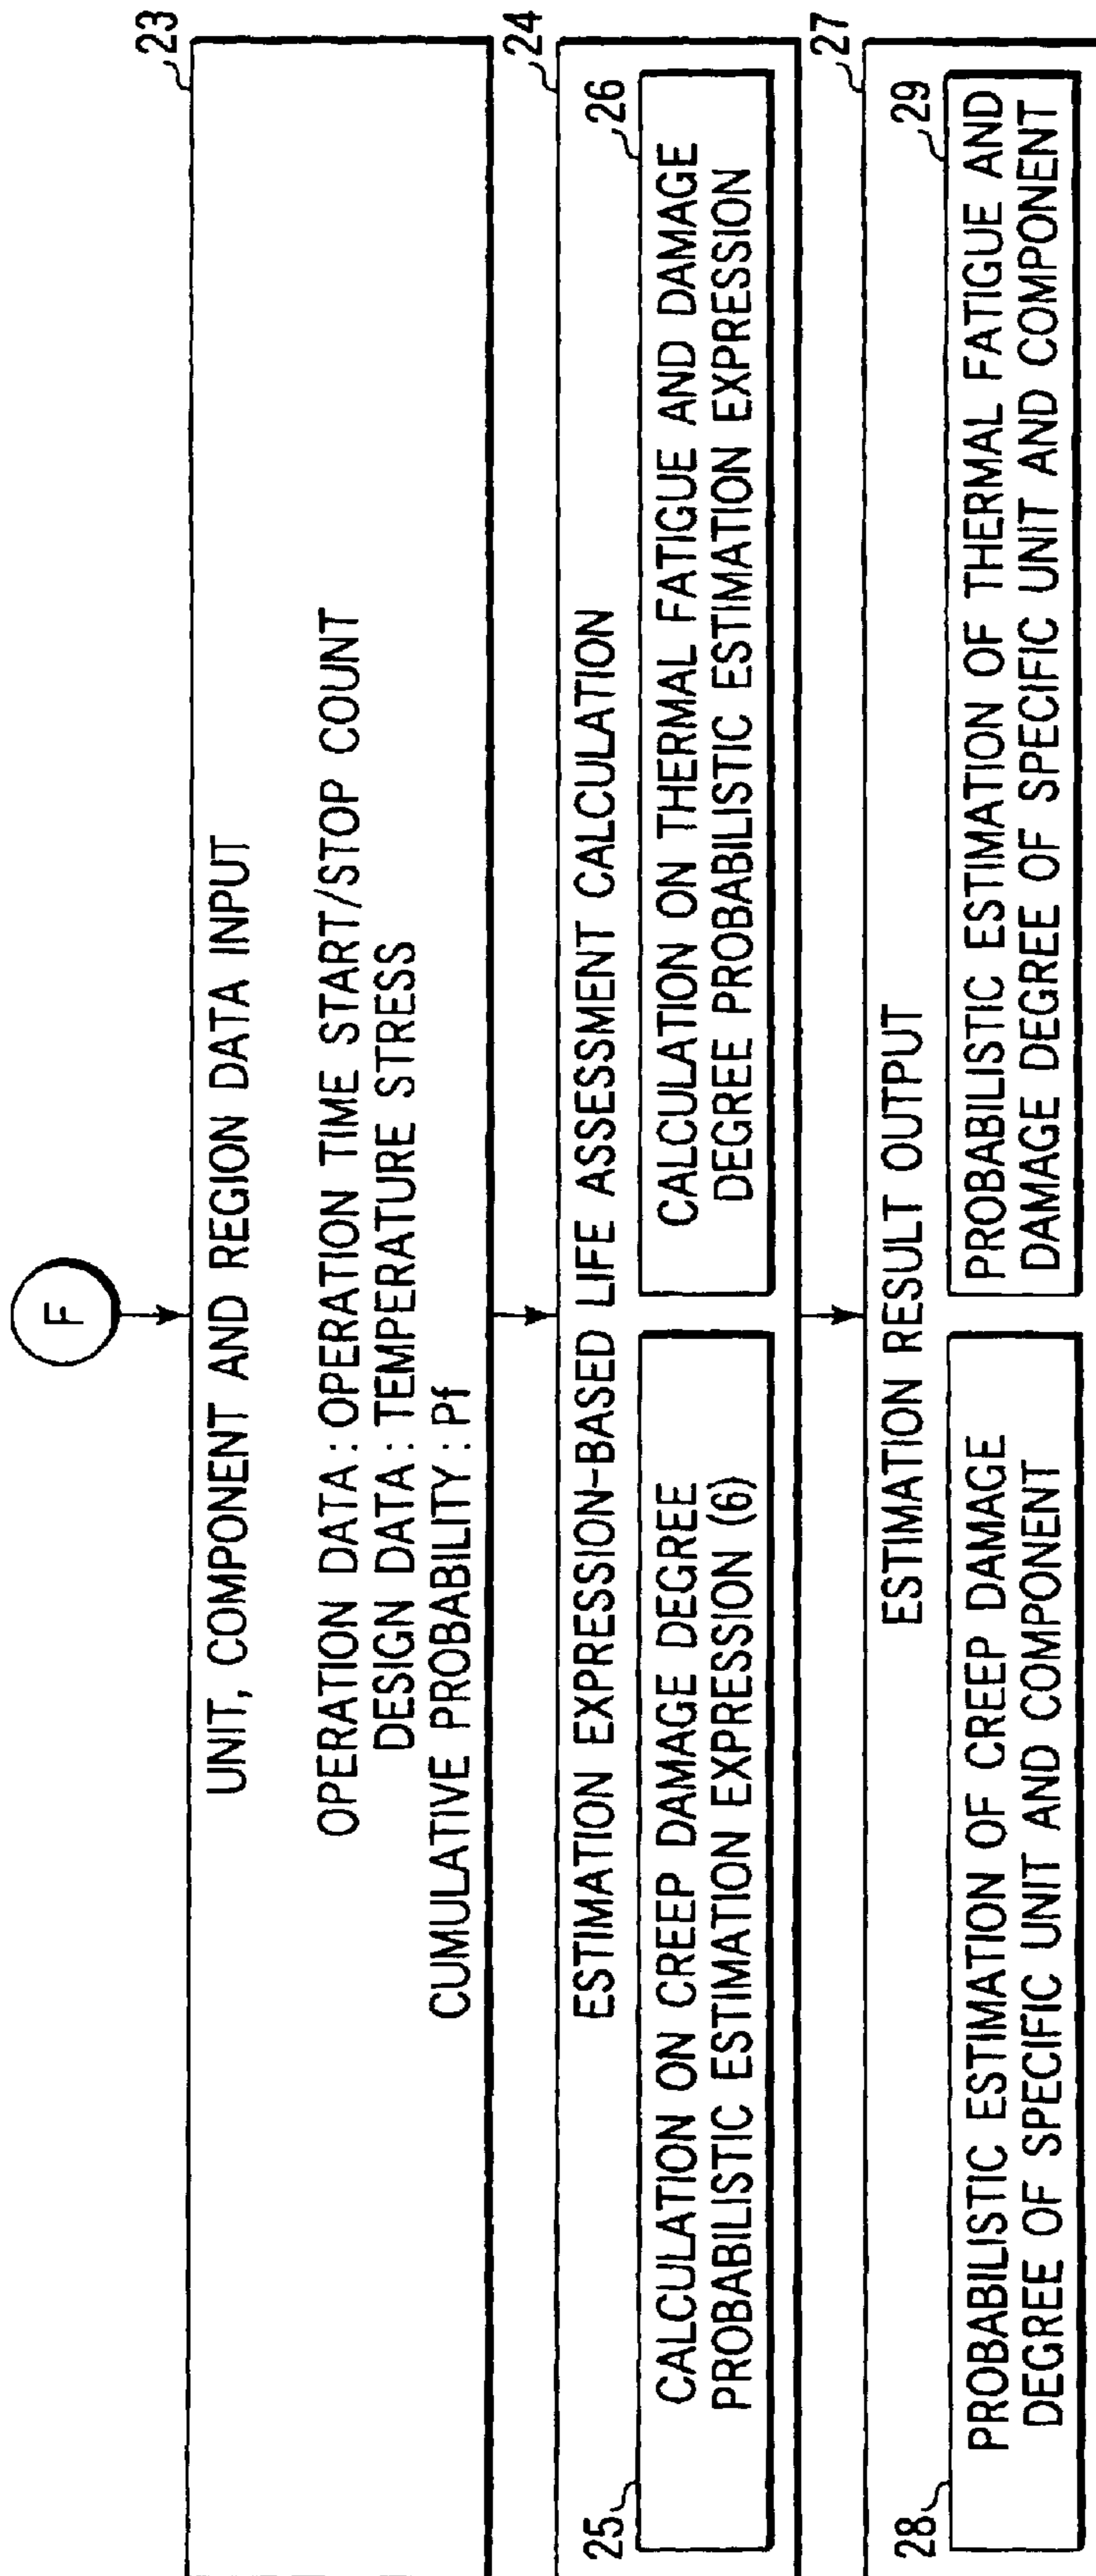 F
23
UNIT, COMPONENT AND REGION DATA INPUT
OPERATION DATA : OPERATION TIME START/STOP COUNT
DESIGN DATA : TEMPERATURE STRESS
CUMULATIVE PROBABILITY : Pf
24
ESTIMATION EXPRESSION-BASED LIFE ASSESSMENT CALCULATION
25
CALCULATION ON CREEP DAMAGE DEGREE
PROBABILISTIC ESTIMATION EXPRESSION (6)
26
CALCULATION ON THERMAL FATIGUE AND DAMAGE
DEGREE PROBABILISTIC ESTIMATION EXPRESSION
27
ESTIMATION RESULT OUTPUT
28
PROBABILISTIC ESTIMATION OF CREEP DAMAGE
DEGREE OF SPECIFIC UNIT AND COMPONENT
29
PROBABILISTIC ESTIMATION OF THERMAL FATIGUE AND
DAMAGE DEGREE OF SPECIFIC UNIT AND COMPONENT